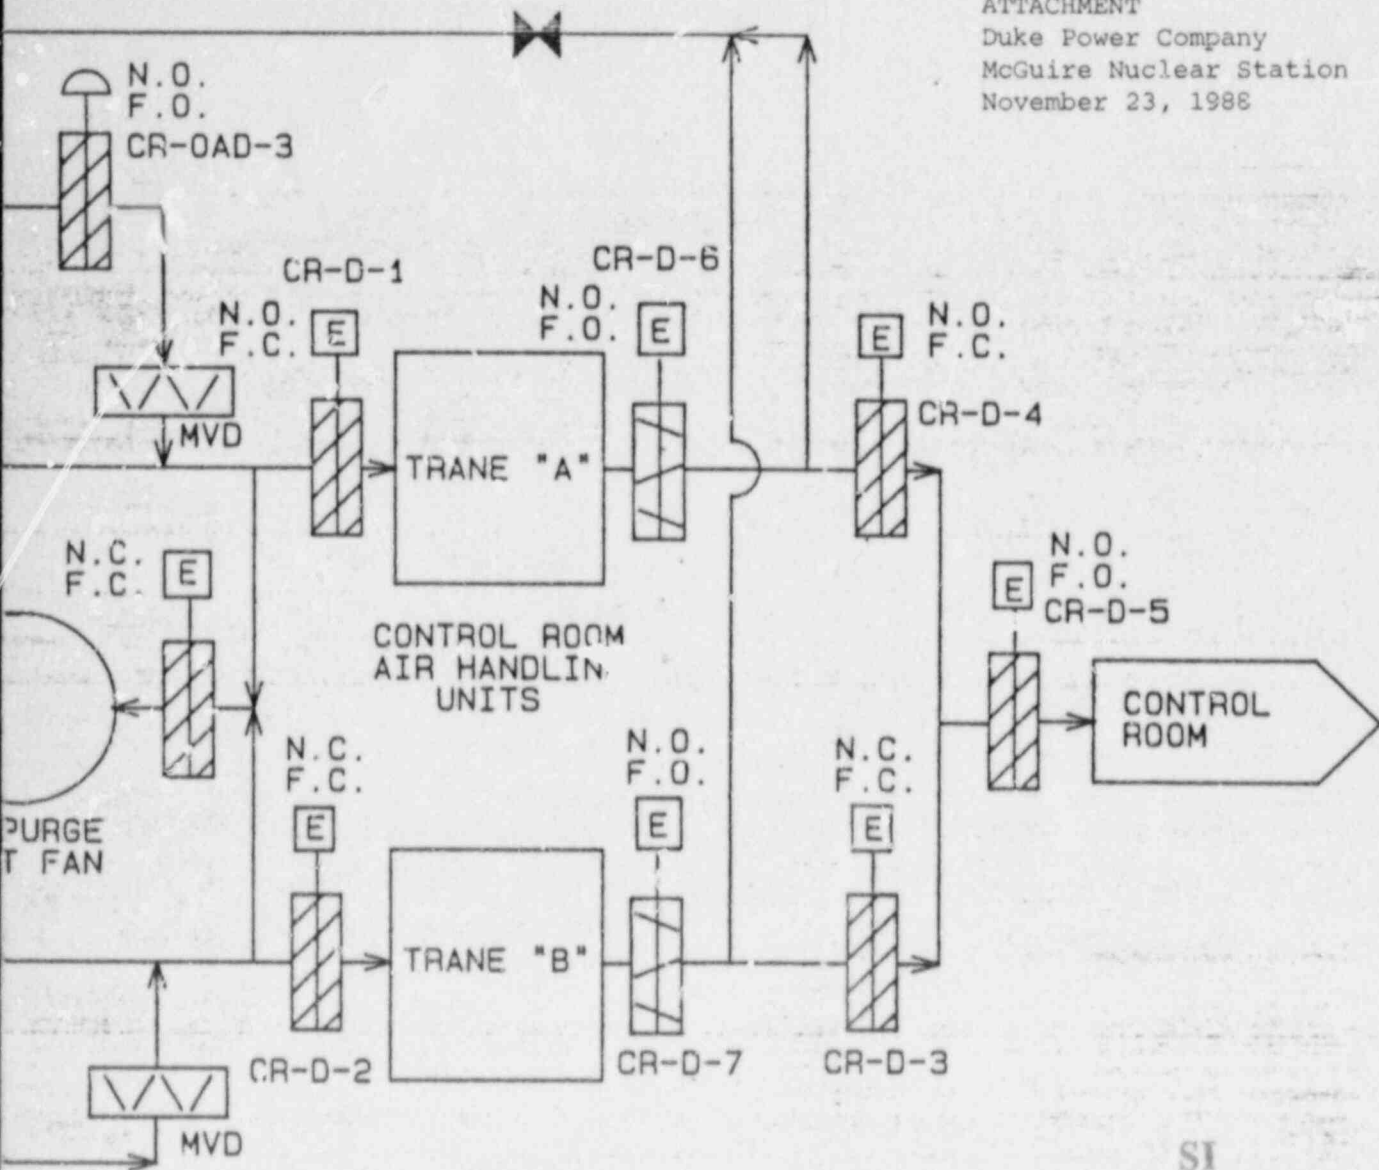 ATTACHMENT
Duke Power Company
McGuire Nuclear Station
November 23, 1988
N.O.
F.O.
CR-OAD-3
CR-D-1
N.O.
F.C.
E
CR-D-6
N.O.
F.O.
E
E
N.O.
F.C.
CR-D-4
MVD
TRANE "A"
N.C.
F.C.
E
CONTROL ROOM
AIR HANDLIN
UNITS
N.O.
F.O.
E
CR-D-5
CONTROL
ROOM
PURGE
T FAN
N.C.
F.C.
E
N.O.
F.O.
E
N.C.
F.C.
E
TRANE "B"
CR-D-2
CR-D-7
CR-D-3
MVD
SI